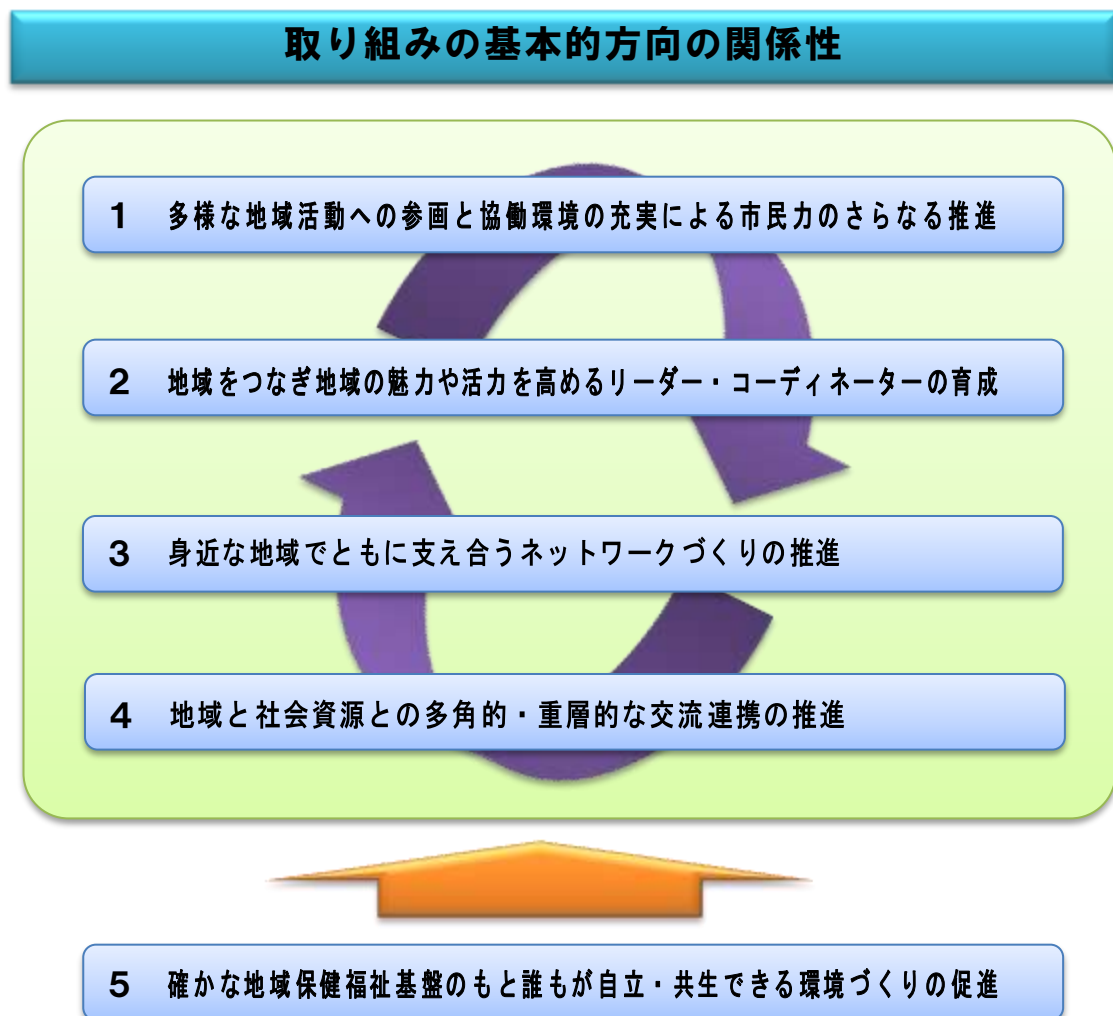 取り組みの基本的方向の関係性
1 多様な地域活動への参画と協働環境の充実による市民力のさらなる推進
2 地域をつなぎ地域の魅力や活力を高めるリーダー・コーディネーターの育成
3 身近な地域でともに支え合うネットワークづくりの推進
4 地域と社会資源との多角的・重層的な交流連携の推進
5 確かな地域保健福祉基盤のもと誰もが自立・共生できる環境づくりの促進